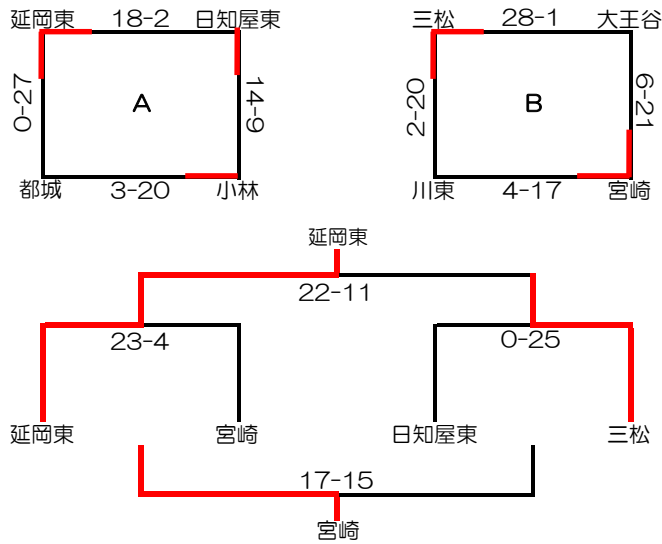 延岡東 18-2 日知屋東
0-27 A 14-9
都城 3-20 小林
三松 28-1 大王谷
2-20 B 6-21
川東 4-17 宮崎
延岡東
22-11
23-4 0-25
延岡東 宮崎 日知屋東 三松
17-15
宮崎